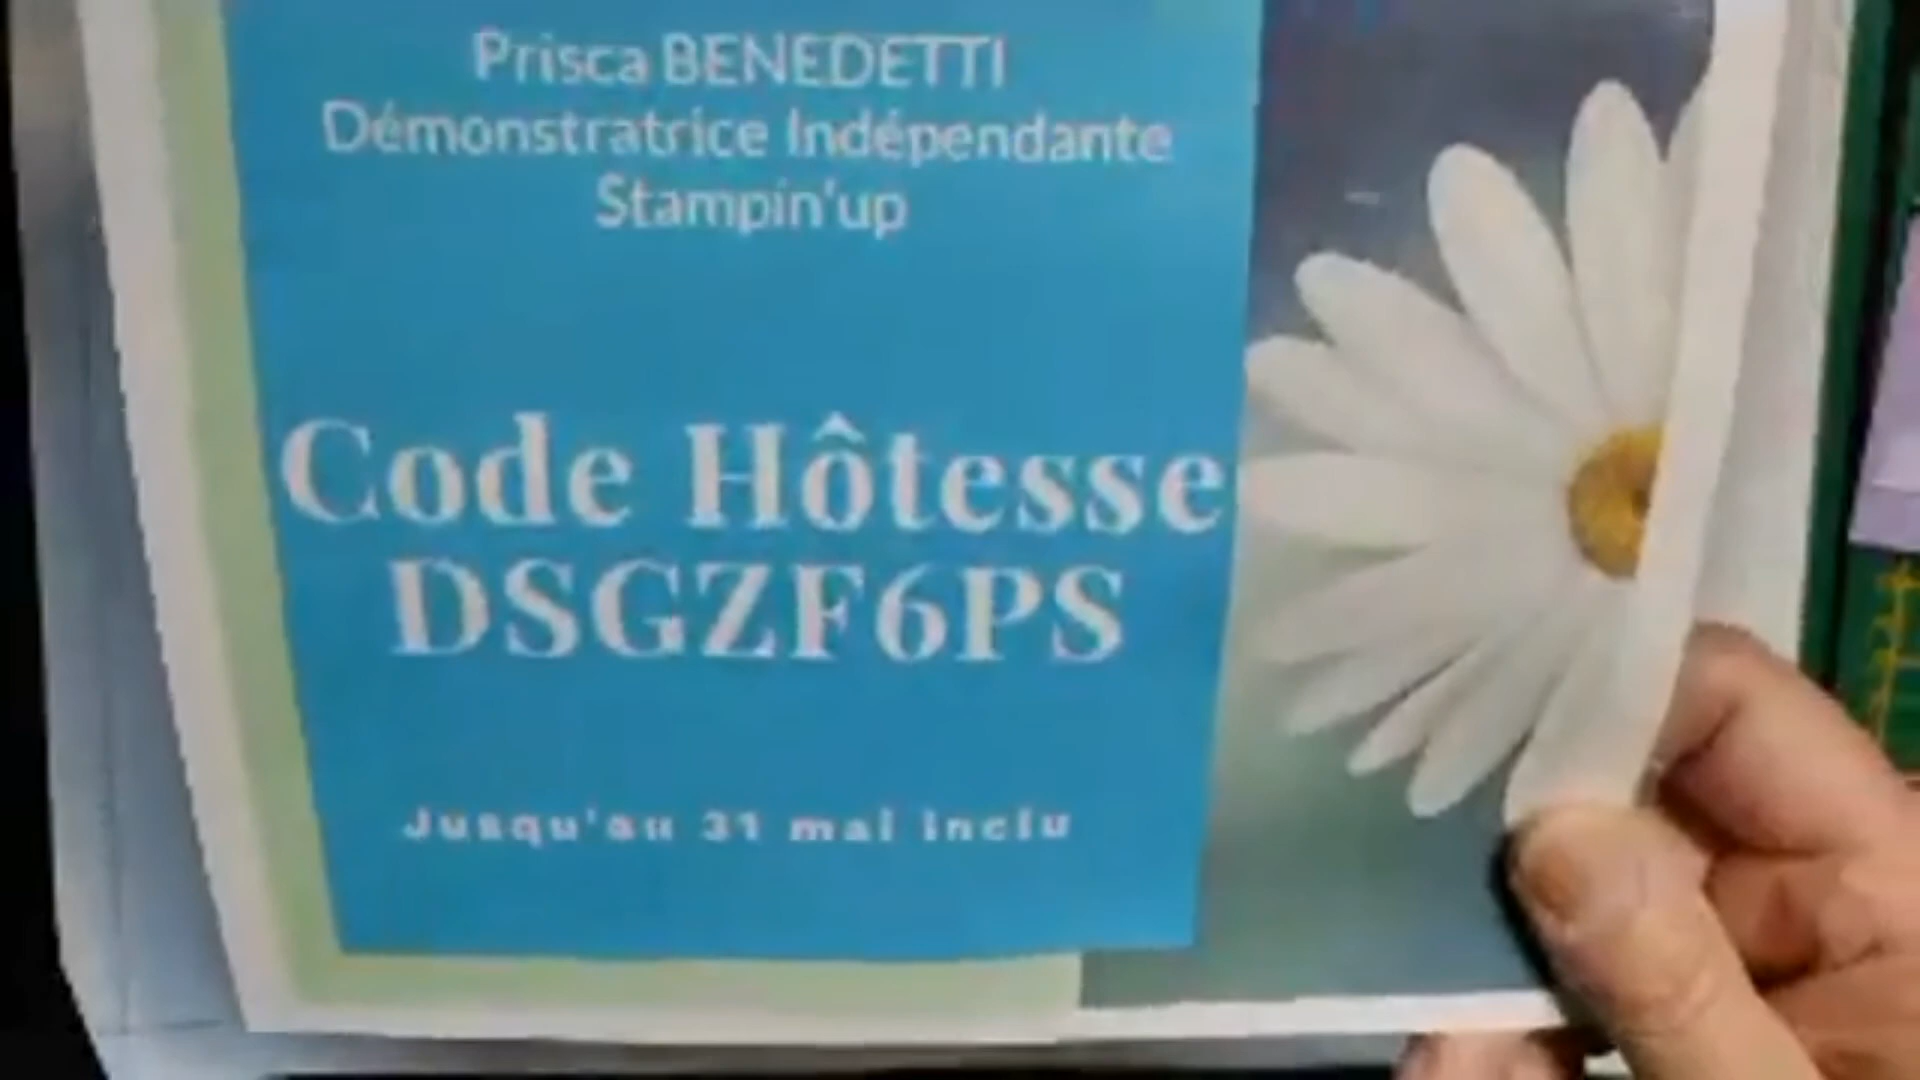 Prisca BENEDETTI
Démonstratrice Indépendante
Stampin'up
Code Hôtesse
DSGZF6PS
Jusqu'au 31 mai inclu